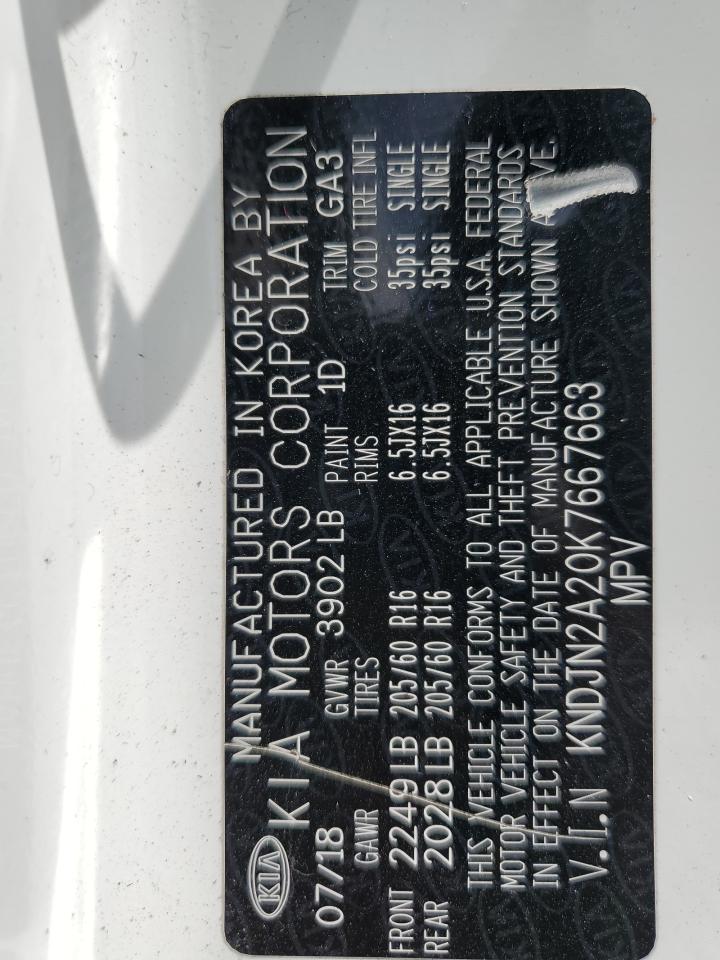 KIA
MANUFACTURED IN KOREA BY
KIA MOTORS CORPORATION
07/18 GVWR 3902 LB PAINT 1D TRIM GA3
GAWR TIRES RIMS COLD TIRE INFL
FRONT 2249 LB 205/60 R16 6.5JX16 35psi SINGLE
REAR 2028 LB 205/60 R16 6.5JX16 35psi SINGLE
THIS VEHICLE CONFORMS TO ALL APPLICABLE U.S.A. FEDERAL
MOTOR VEHICLE SAFETY AND THEFT PREVENTION STANDARDS
IN EFFECT ON THE DATE OF MANUFACTURE SHOWN
V.I.N KNDJN2A20K7667663
MPV